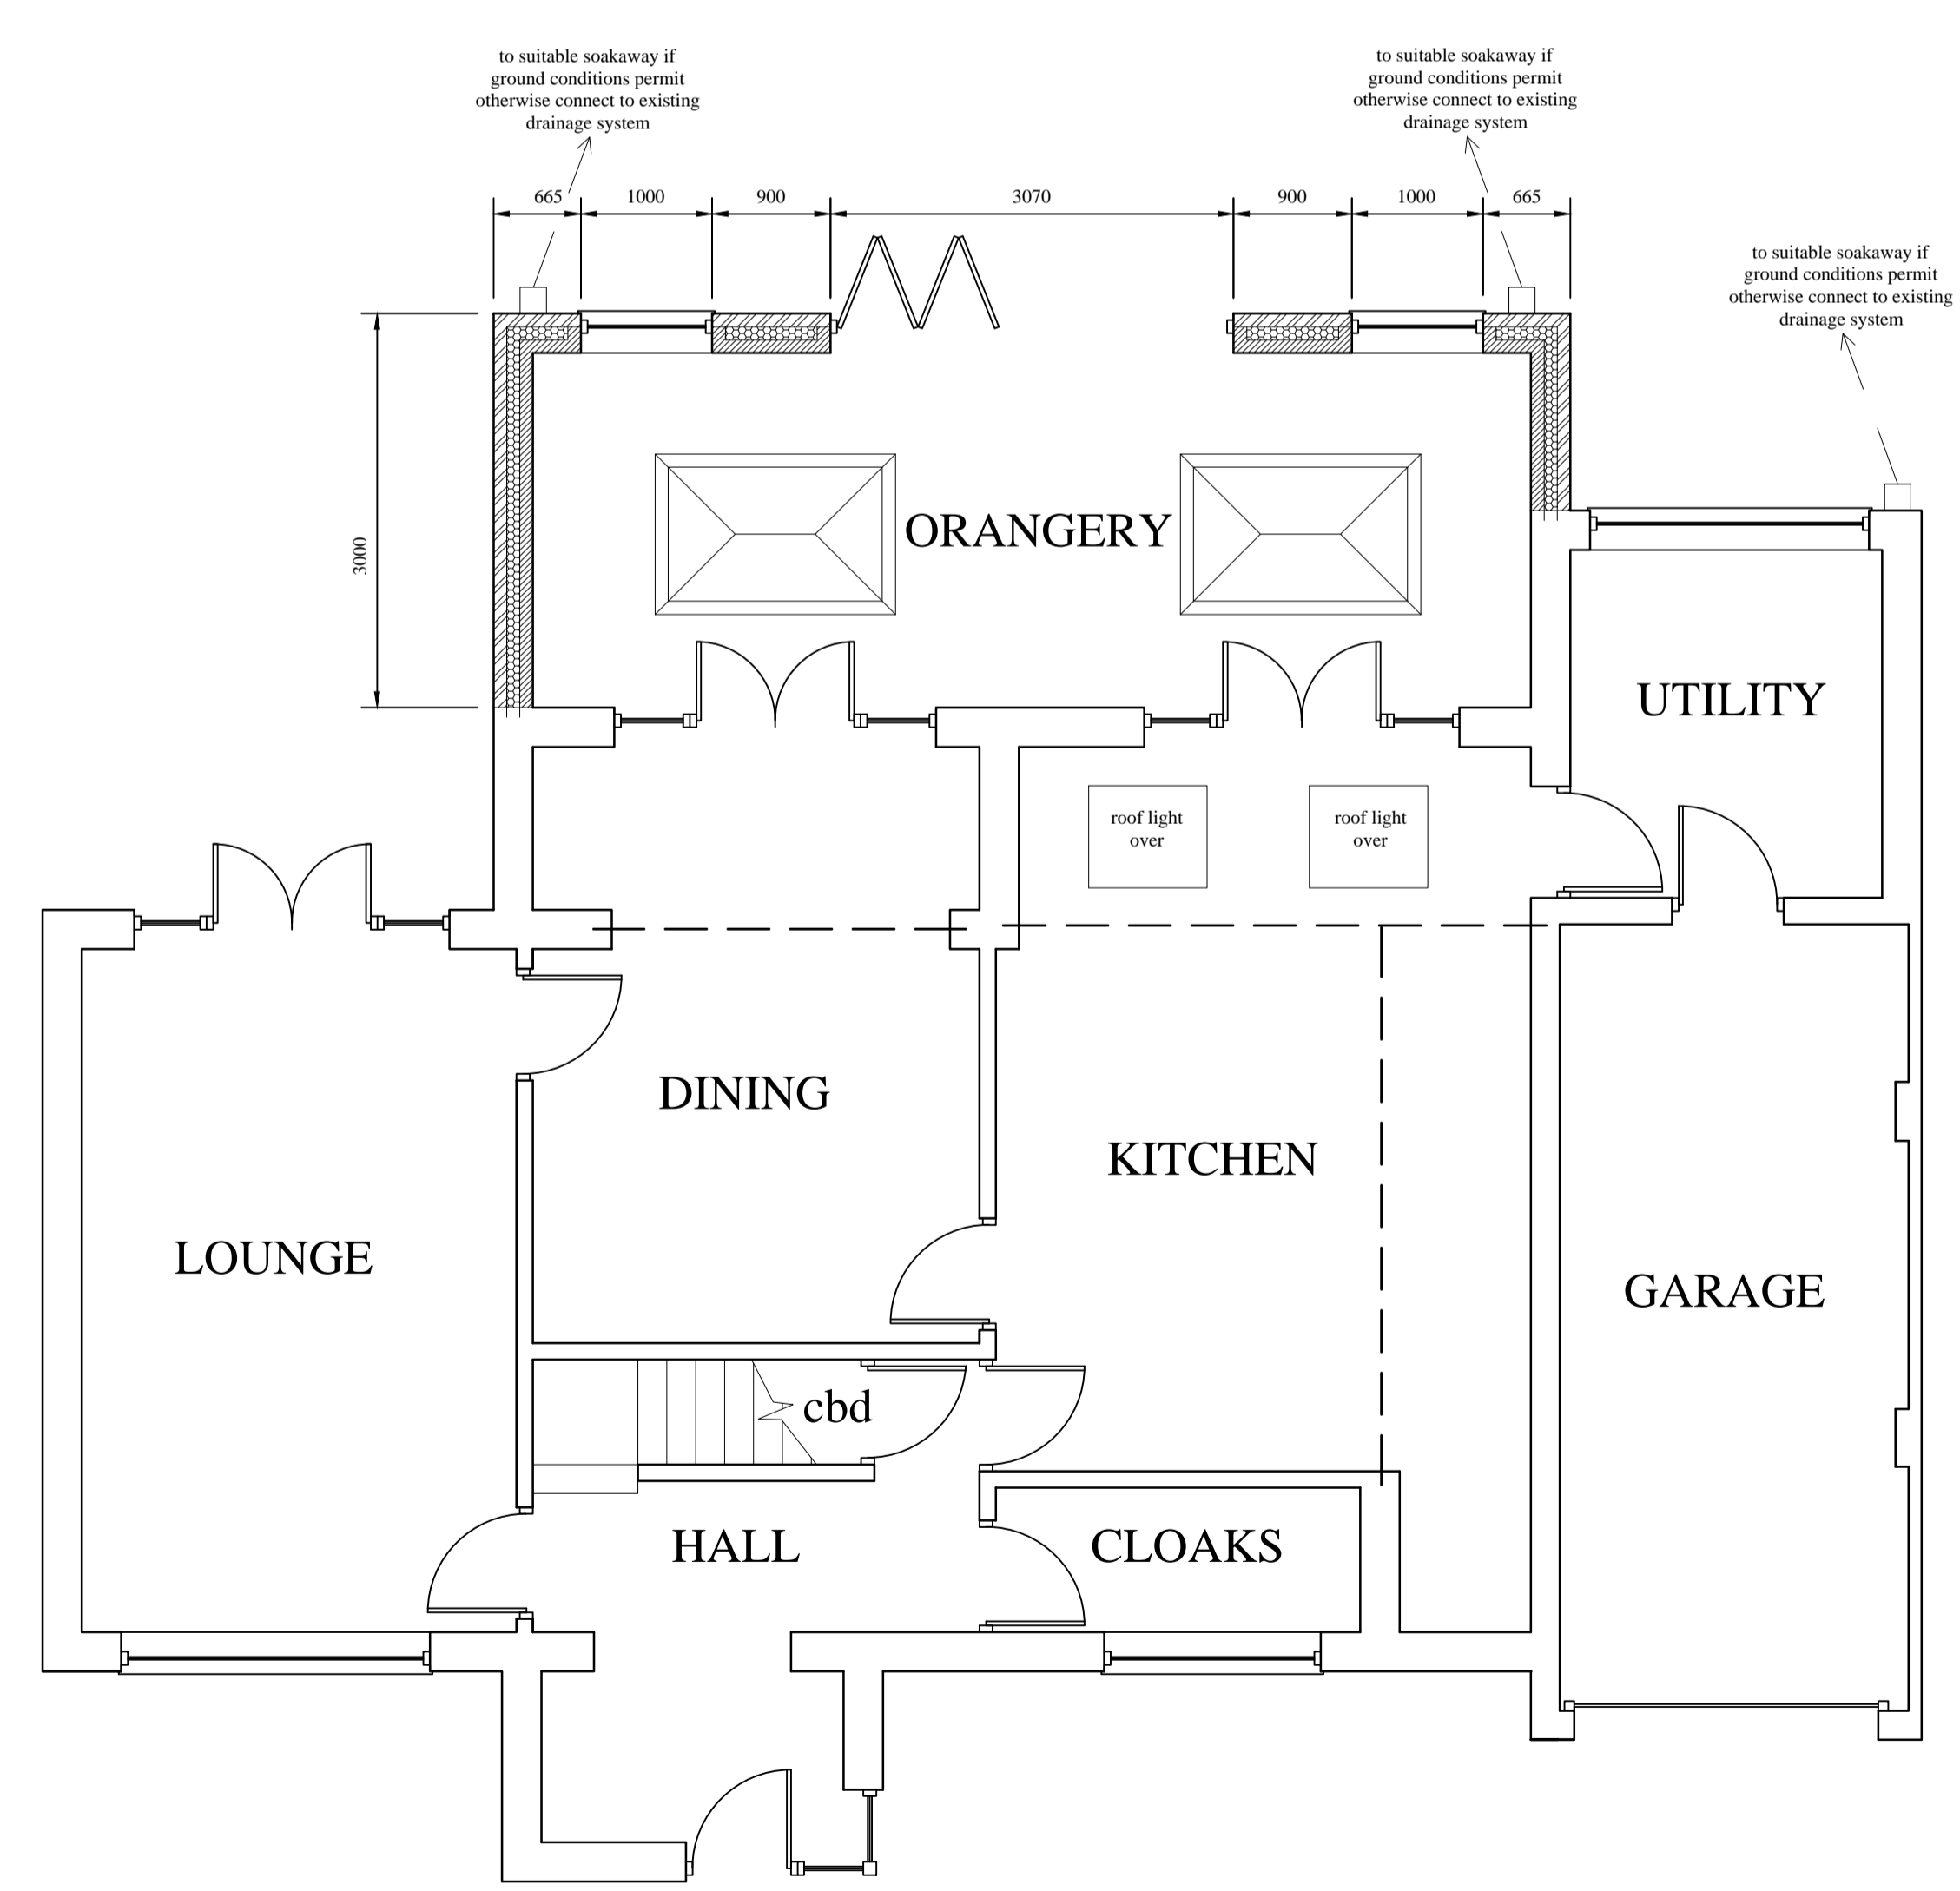 to suitable soakaway if
ground conditions permit
otherwise connect to existing
drainage system
to suitable soakaway if
ground conditions permit
otherwise connect to existing
drainage system
665
1000
900
3070
900
1000
665
to suitable soakaway if
ground conditions permit
otherwise connect to existing
drainage system
3000
ORANGERY
UTILITY
roof light
over
roof light
over
DINING
KITCHEN
LOUNGE
GARAGE
cbd
HALL
CLOAKS